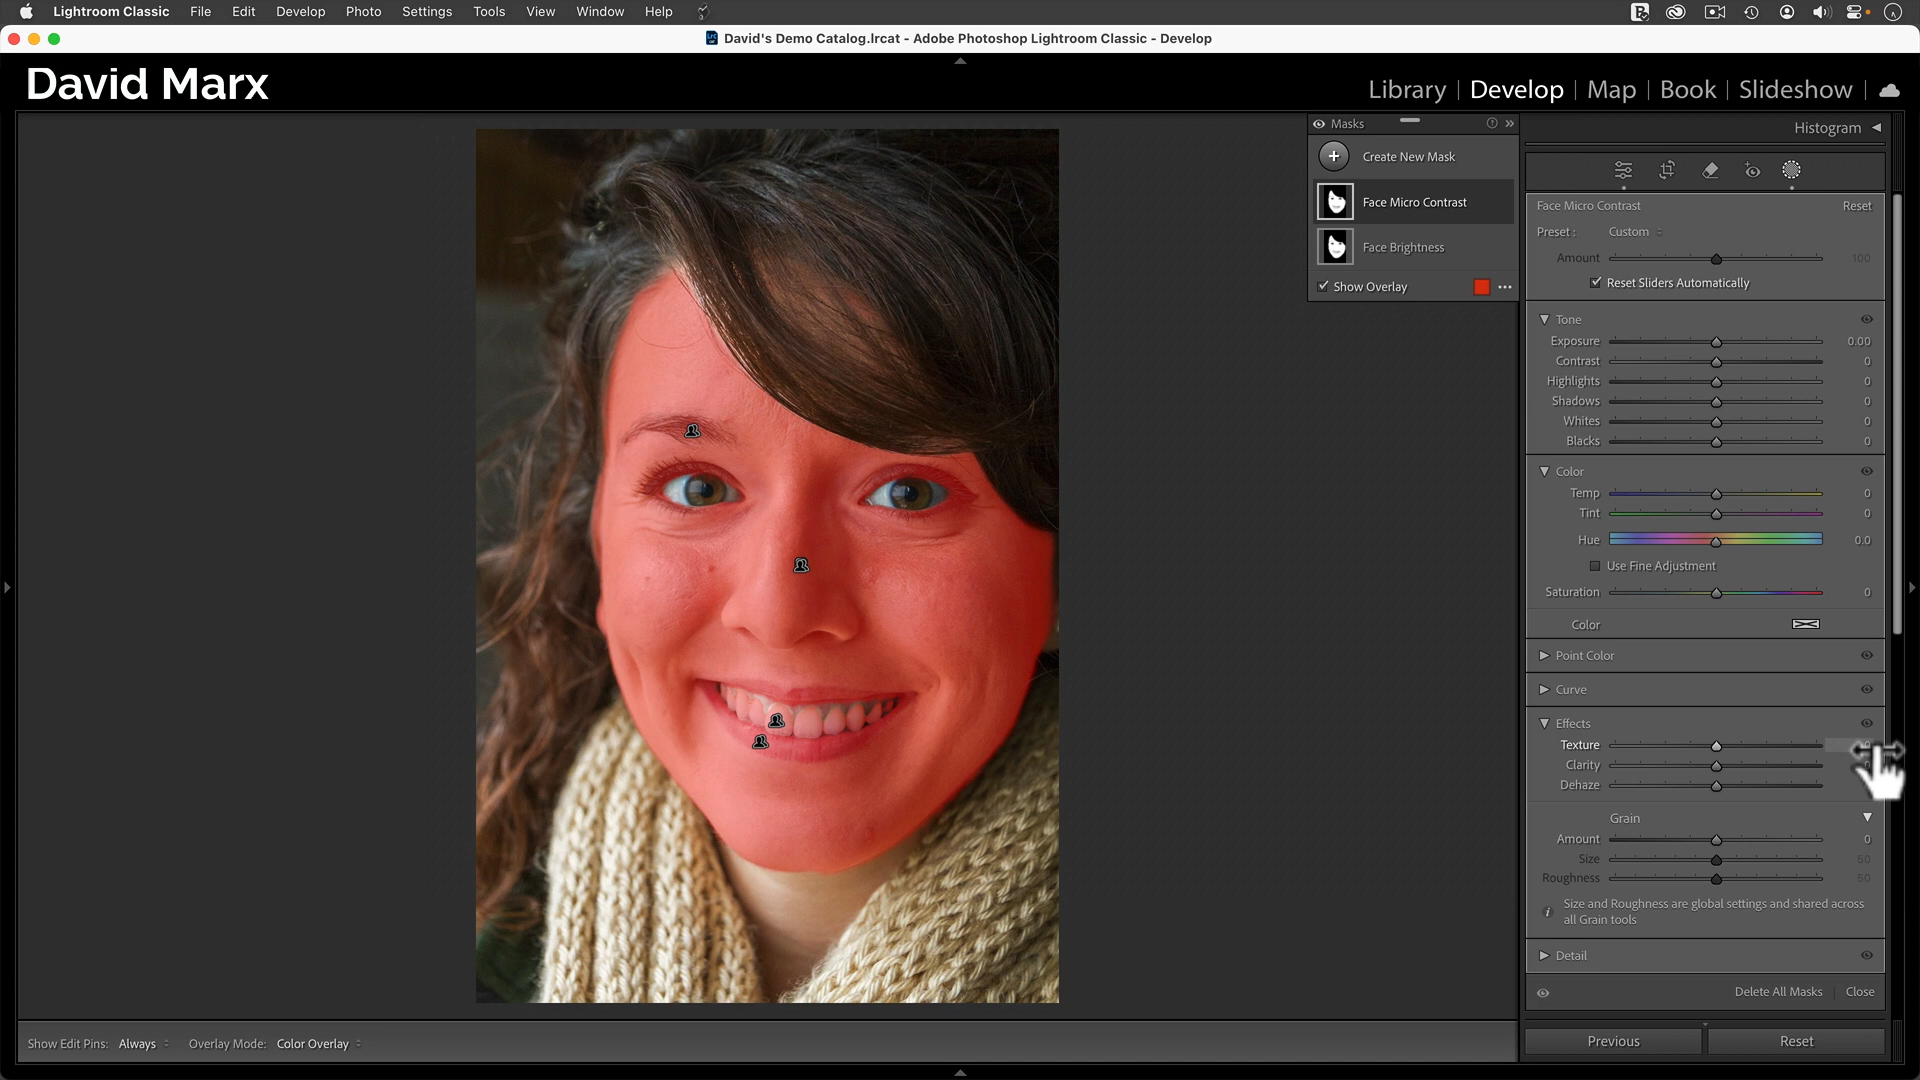 Lightroom Classic File Edit Develop Photo Settings Tools View Window Help
David's Demo Catalog.lrcat - Adobe Photoshop Lightroom Classic - Develop
David Marx
Library | Develop | Map | Book | Slideshow |
Histogram
Masks
Create New Mask
Face Micro Contrast
Face Brightness
Show Overlay
Face Micro Contrast Reset
Preset : Custom
Amount 100
Reset Sliders Automatically
Tone
Exposure 0.00
Contrast 0
Highlights 0
Shadows 0
Whites 0
Blacks 0
Color
Temp 0
Tint 0
Hue 0.0
Use Fine Adjustment
Saturation 0
Color
Point Color
Curve
Effects
Texture
Clarity
Dehaze
Grain
Amount 0
Size 50
Roughness 50
Size and Roughness are global settings and shared across
all Grain tools
Detail
Delete All Masks Close
Show Edit Pins: Always Overlay Mode: Color Overlay
Previous Reset